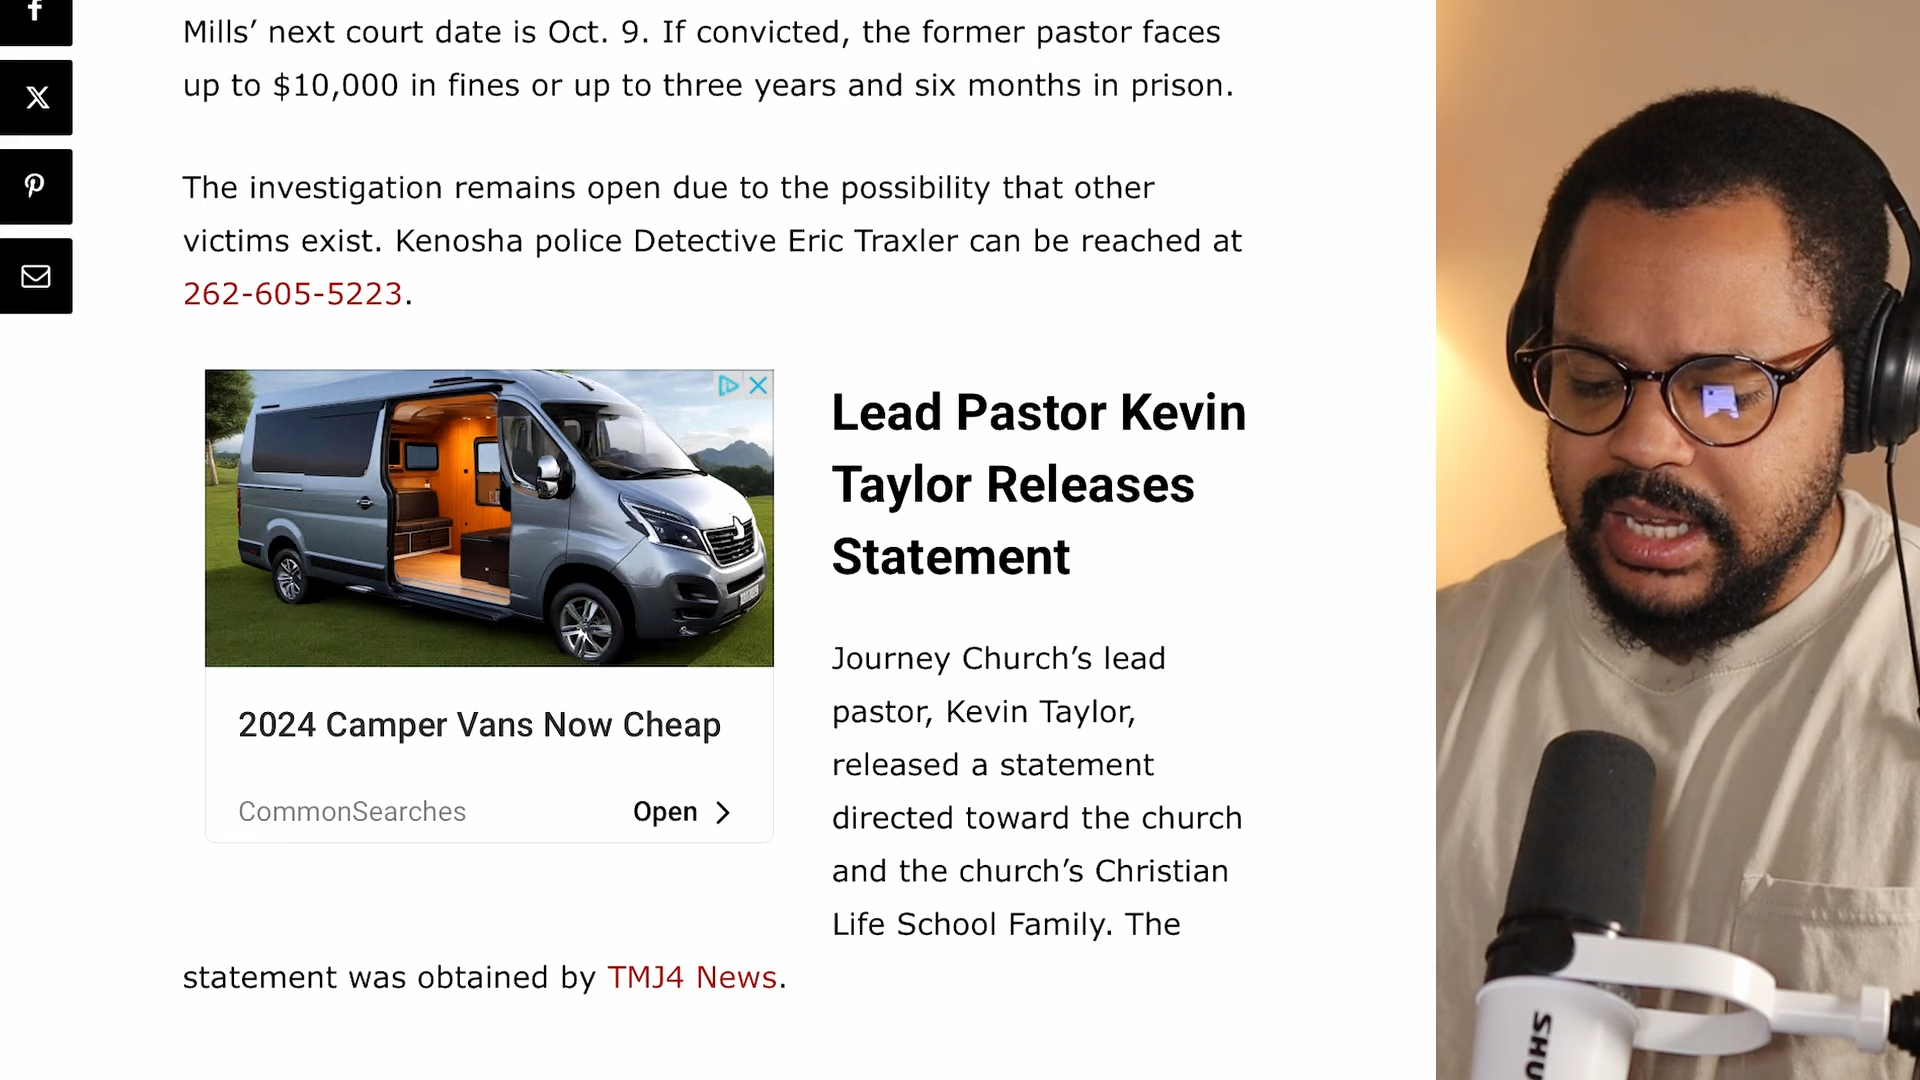 Mills’ next court date is Oct. 9. If convicted, the former pastor faces
up to $10,000 in fines or up to three years and six months in prison.
The investigation remains open due to the possibility that other
victims exist. Kenosha police Detective Eric Traxler can be reached at
262-605-5223.
2024 Camper Vans Now Cheap
CommonSearches
Open
Lead Pastor Kevin
Taylor Releases
Statement
Journey Church’s lead
pastor, Kevin Taylor,
released a statement
directed toward the church
and the church’s Christian
Life School Family. The
statement was obtained by TMJ4 News.
SHU